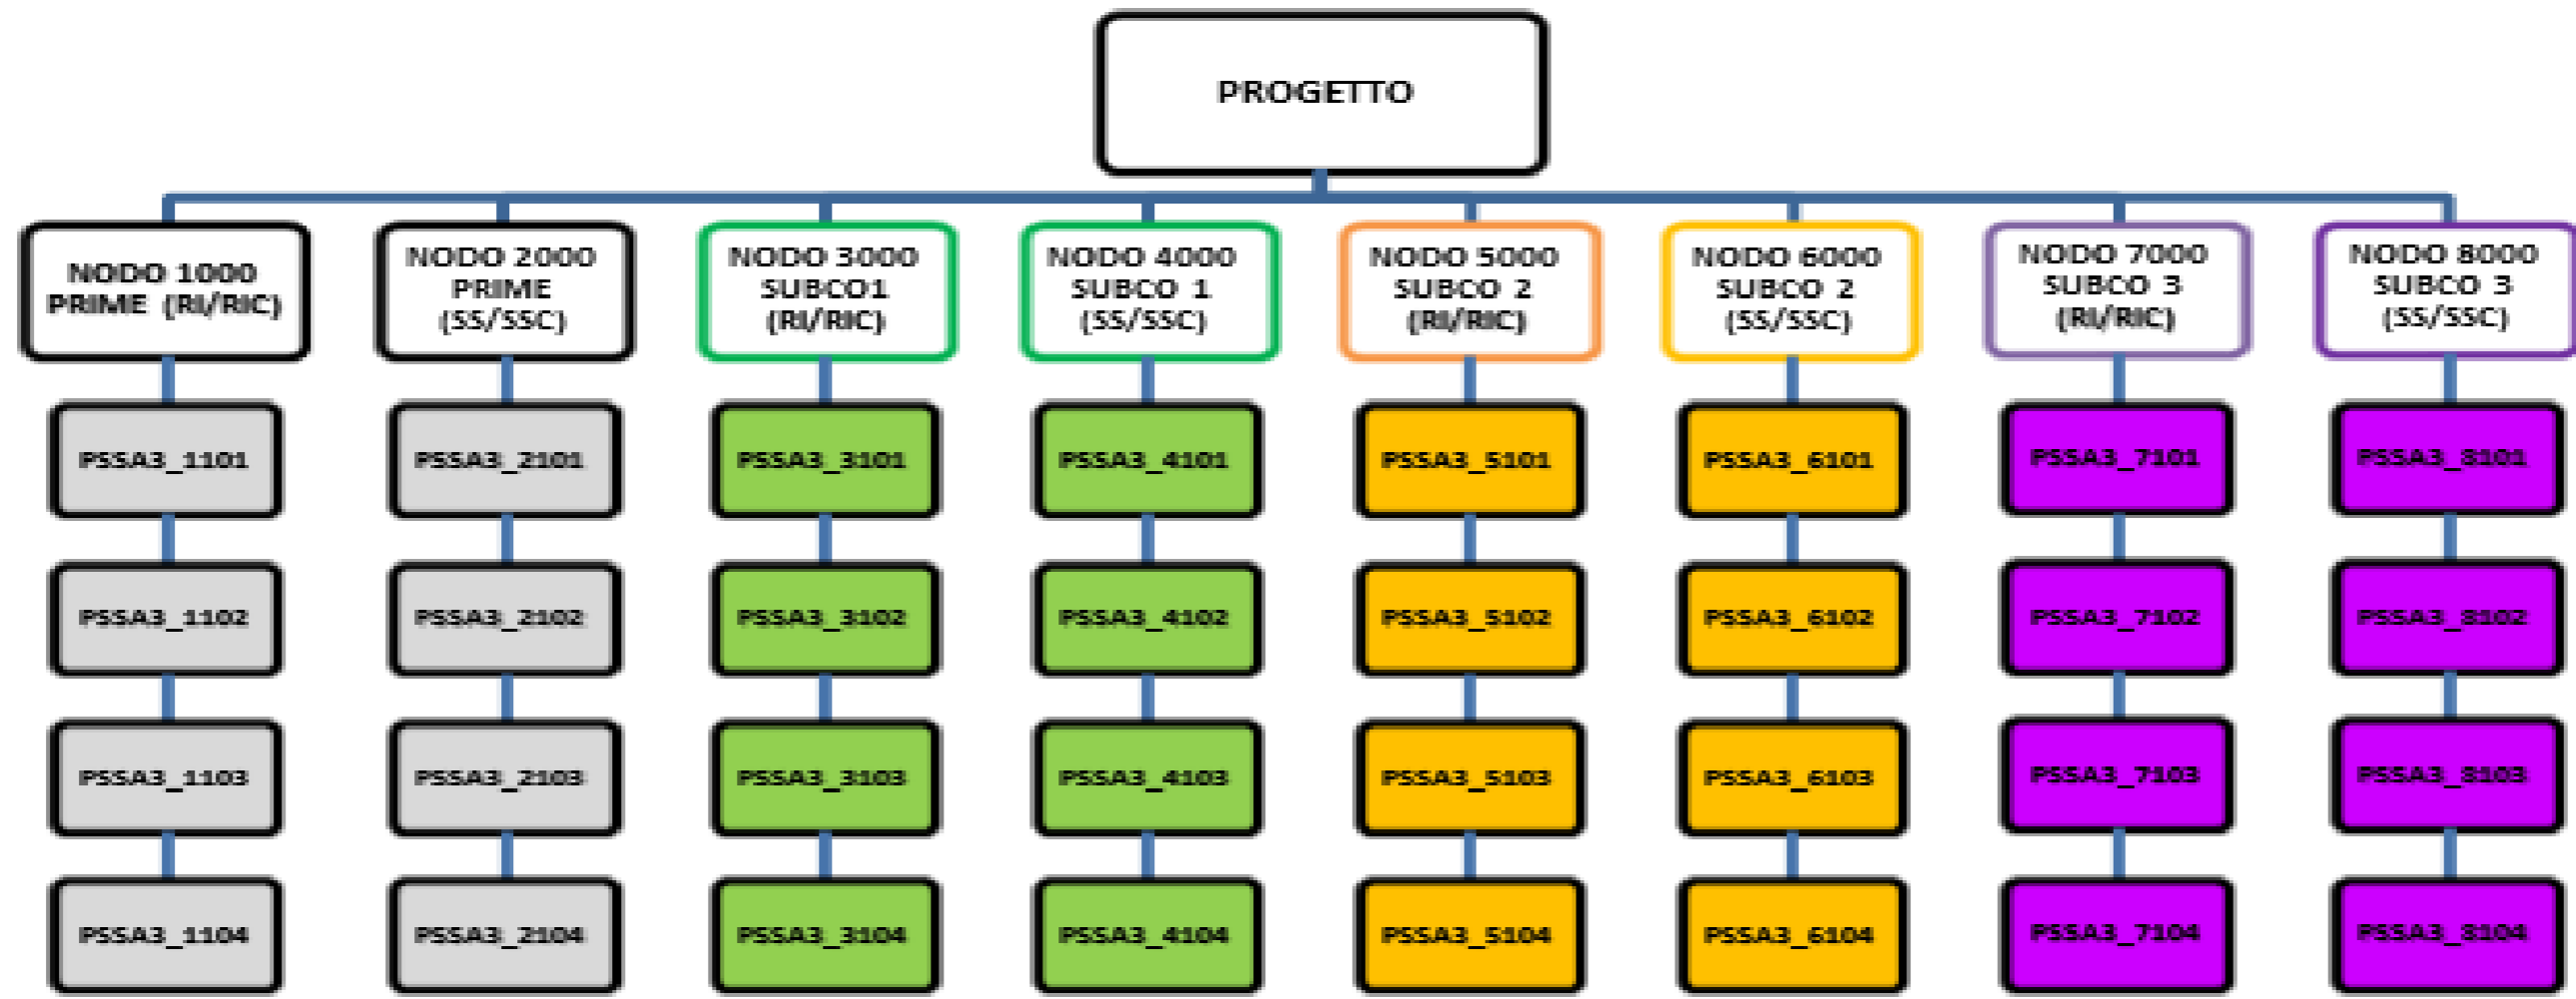 PROGETTO
NODO 1000
PRIME (RI/RIC)
NODO 2000
PRIME
(SS/SSC)
NODO 3000
SUBCO1
(RI/RIC)
NODO 4000
SUBCO 1
(SS/SSC)
NODO 5000
SUBCO 2
(RI/RIC)
NODO 6000
SUBCO 2
(SS/SSC)
NODO 7000
SUBCO 3
(RI/RIC)
NODO 8000
SUBCO 3
(SS/SSC)
PSSA3_1101
PSSA3_2101
PSSA3_3101
PSSA3_4101
PSSA3_5101
PSSA3_6101
PSSA3_7101
PSSA3_8101
PSSA3_1102
PSSA3_2102
PSSA3_3102
PSSA3_4102
PSSA3_5102
PSSA3_6102
PSSA3_7102
PSSA3_8102
PSSA3_1103
PSSA3_2103
PSSA3_3103
PSSA3_4103
PSSA3_5103
PSSA3_6103
PSSA3_7103
PSSA3_8103
PSSA3_1104
PSSA3_2104
PSSA3_3104
PSSA3_4104
PSSA3_5104
PSSA3_6104
PSSA3_7104
PSSA3_8104